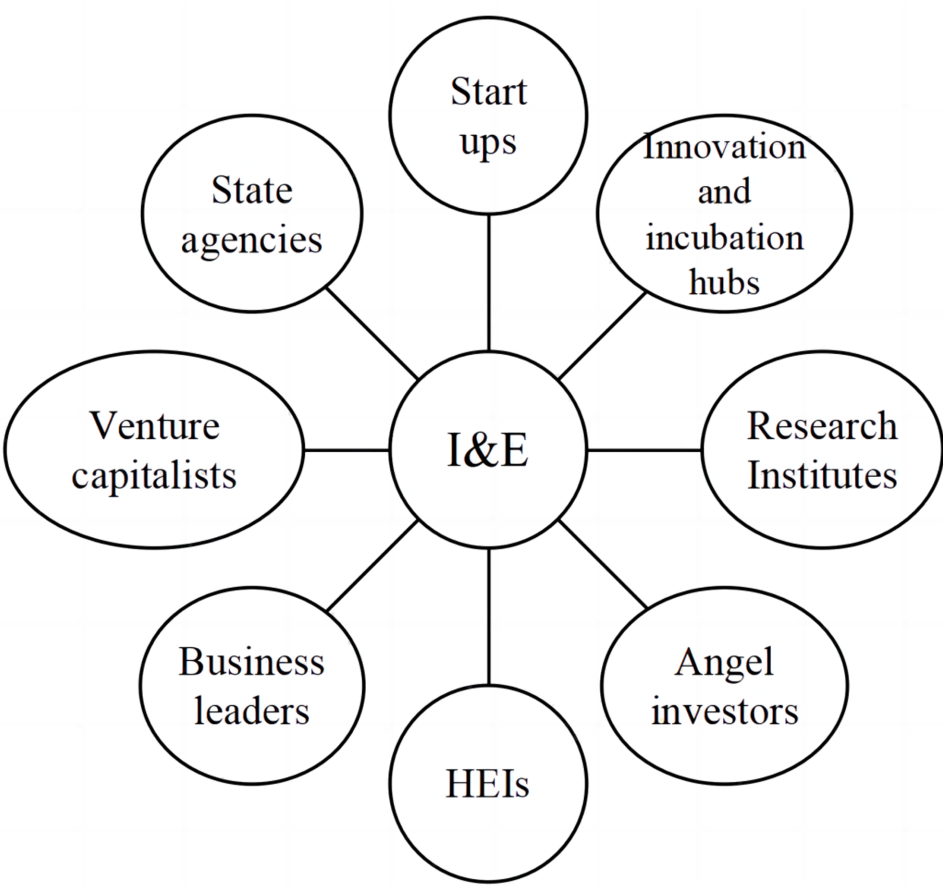 Start
ups
Innovation
and
incubation
hubs
State
agencies
Venture
capitalists
I&E
Research
Institutes
Business
leaders
Angel
investors
HEIs